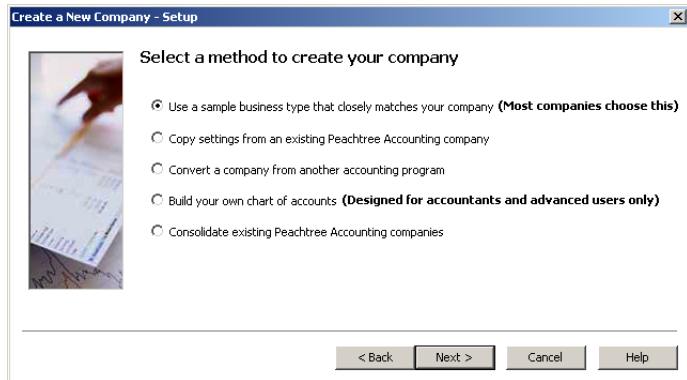 Create a New Company - Setup
Select a method to create your company
Use a sample business type that closely matches your company (Most companies choose this)
Copy settings from an existing Peachtree Accounting company
Convert a company from another accounting program
Build your own chart of accounts (Designed for accountants and advanced users only)
Consolidate existing Peachtree Accounting companies
< Back Next > Cancel Help